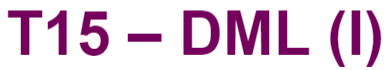 T15 – DML (I)